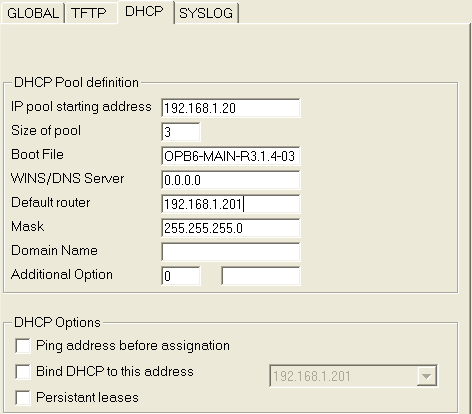 GLOBAL TFTP DHCP SYSLOG
DHCP Pool definition
IP pool starting address 192.168.1.20
Size of pool 3
Boot File OPB6-MAIN-R3.1.4-03
WINS/DNS Server 0.0.0.0
Default router 192.168.1.201
Mask 255.255.255.0
Domain Name
Additional Option 0
DHCP Options
Ping address before assignation
Bind DHCP to this address 192.168.1.201
Persistant leases